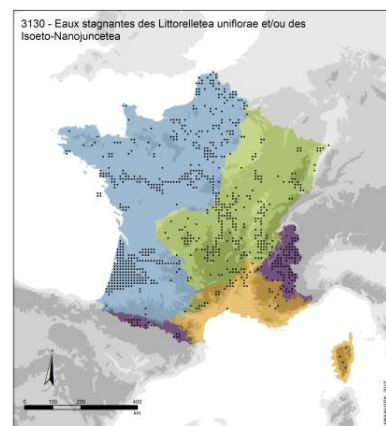 3130 - Eaux stagnantes des Littorelletea uniflorae et/ou des
Isoeto-Nanojuncetea
0 100 200 400
km